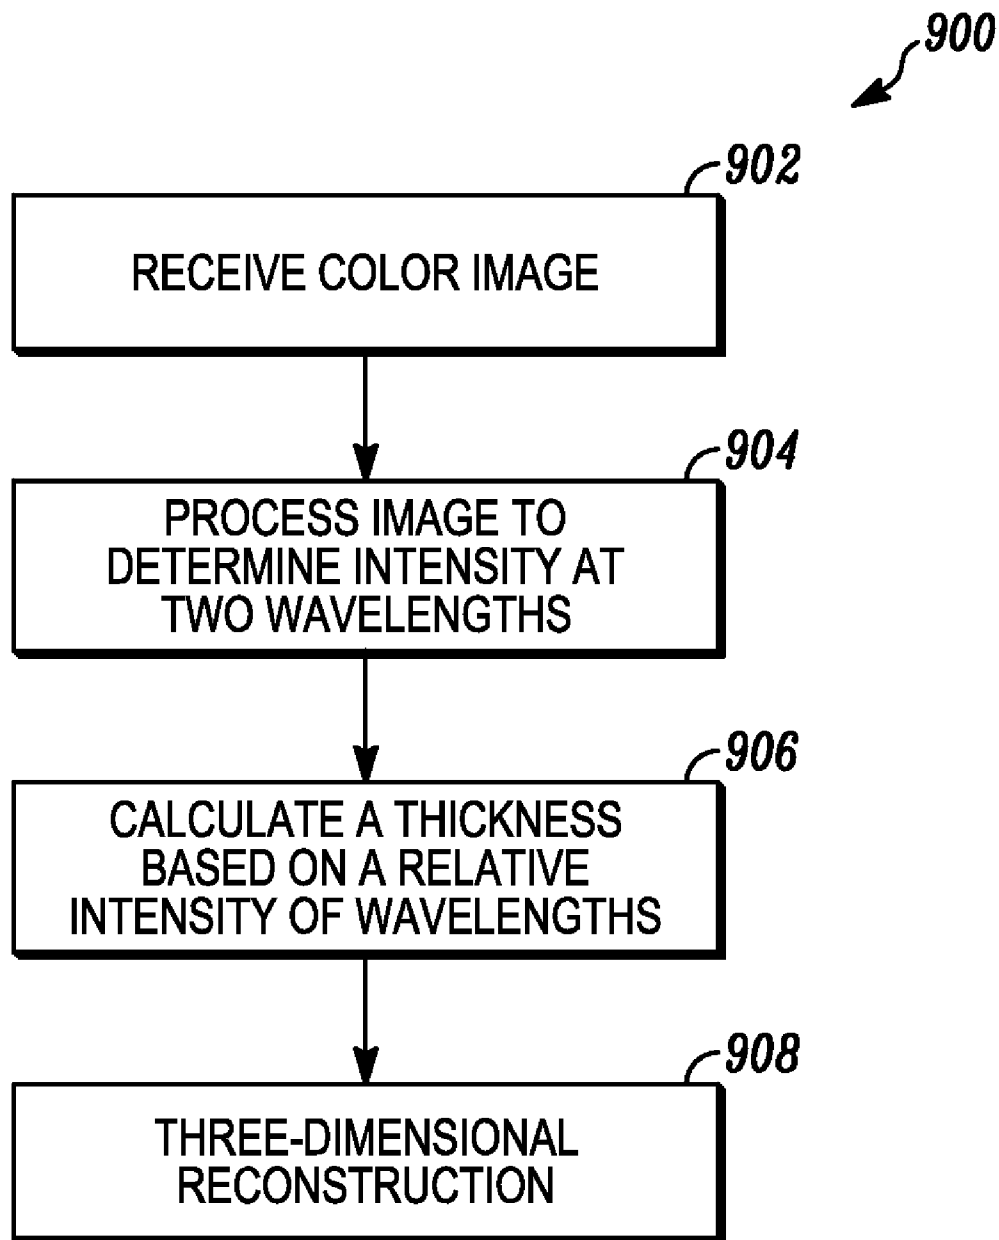 900
902
RECEIVE COLOR IMAGE
904
PROCESS IMAGE TO
DETERMINE INTENSITY AT
TWO WAVELENGTHS
906
CALCULATE A THICKNESS
BASED ON A RELATIVE
INTENSITY OF WAVELENGTHS
908
THREE-DIMENSIONAL
RECONSTRUCTION